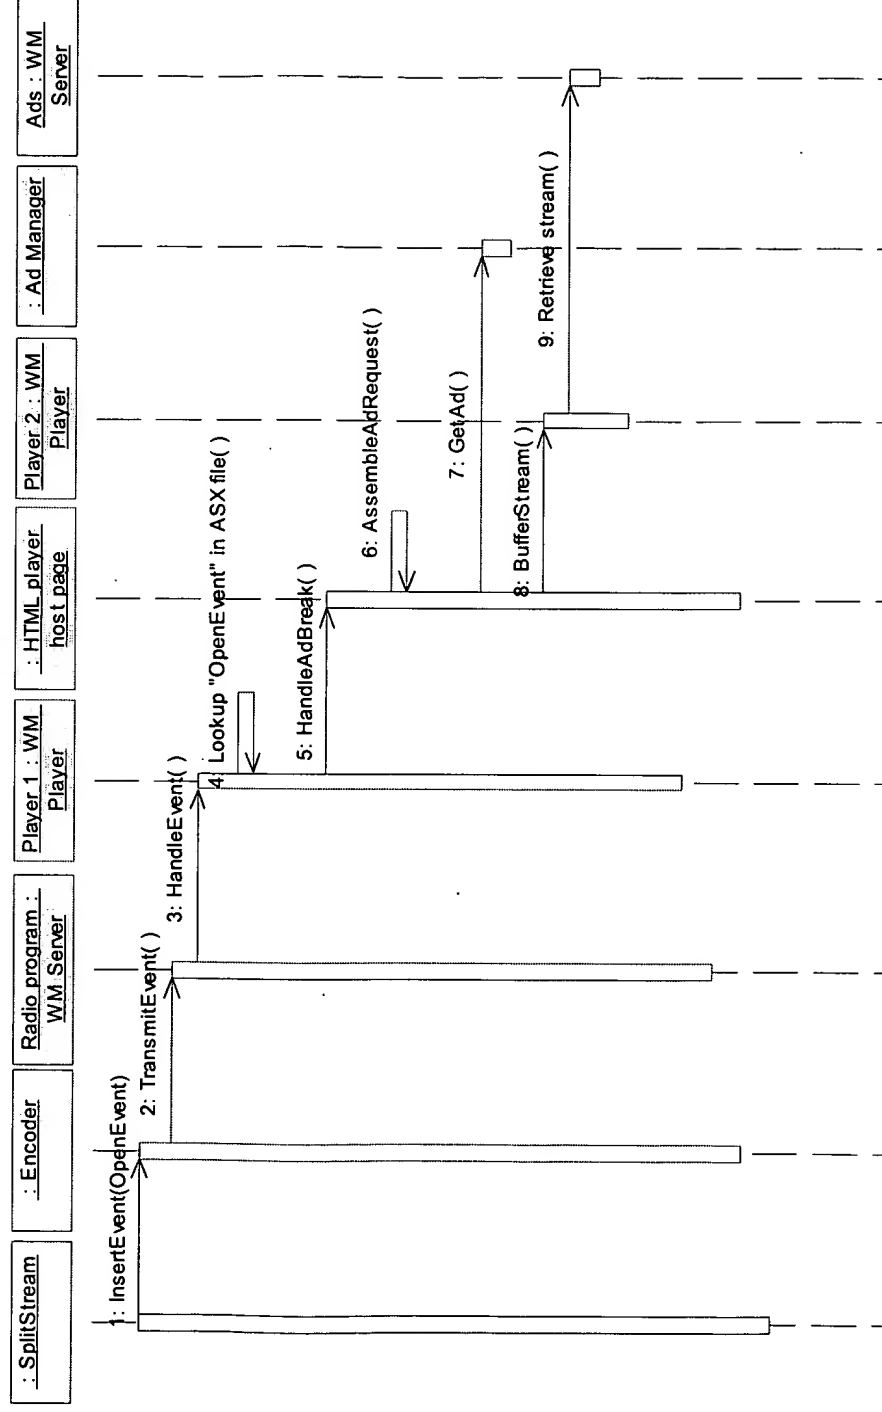 : SplitStream
: Encoder
Radio program :
WM Server
Player 1 : WM
Player
: HTML player
host page
Player 2 : WM
Player
: Ad Manager
Ads : WM
Server
1: InsertEvent(OpenEvent)
2: TransmitEvent( )
3: HandleEvent( )
4: Lookup "OpenEvent" in ASX file( )
5: HandleAdBreak( )
6: AssembleAdRequest( )
7: GetAd( )
8: BufferStream( )
9: Retrieve stream( )